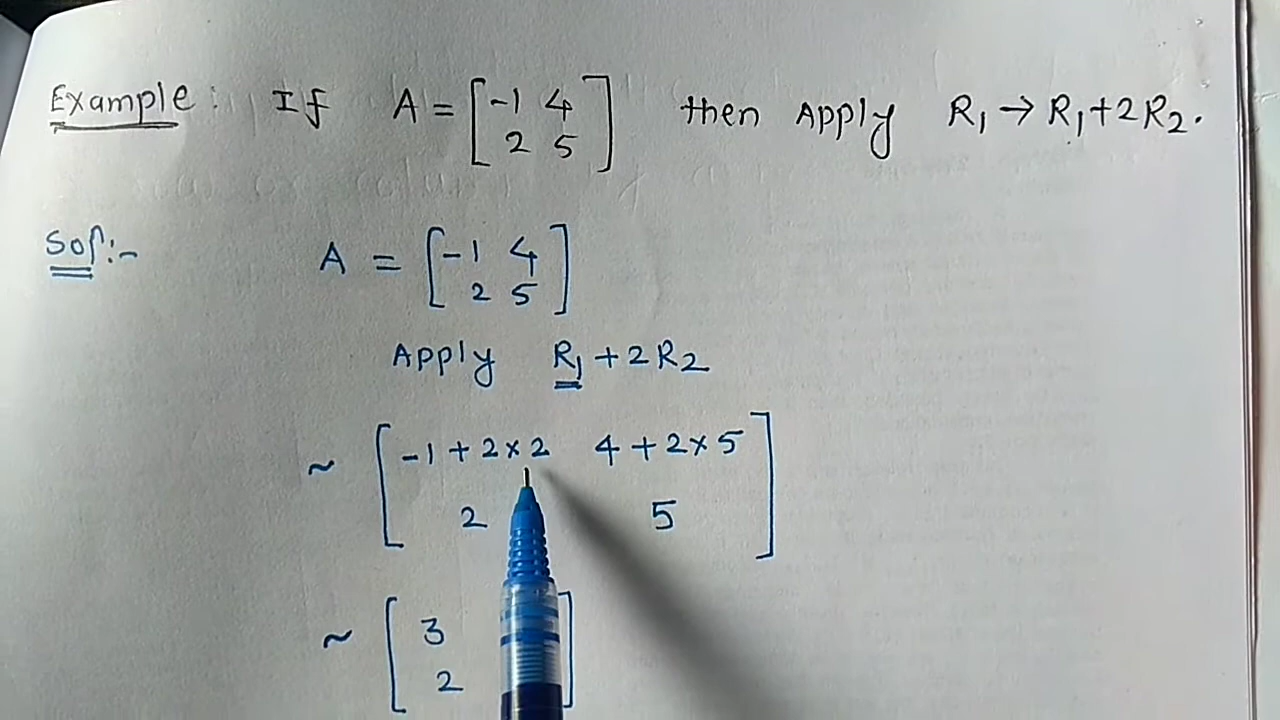 Example: If A = [-1 4
2 5] then Apply R₁ → R₁+2R₂.
Sol:- A = [-1 4
2 5]
Apply R₁ + 2R₂
~ [-1 + 2×2 4 + 2×5
2 5]
~ [3
2 ]